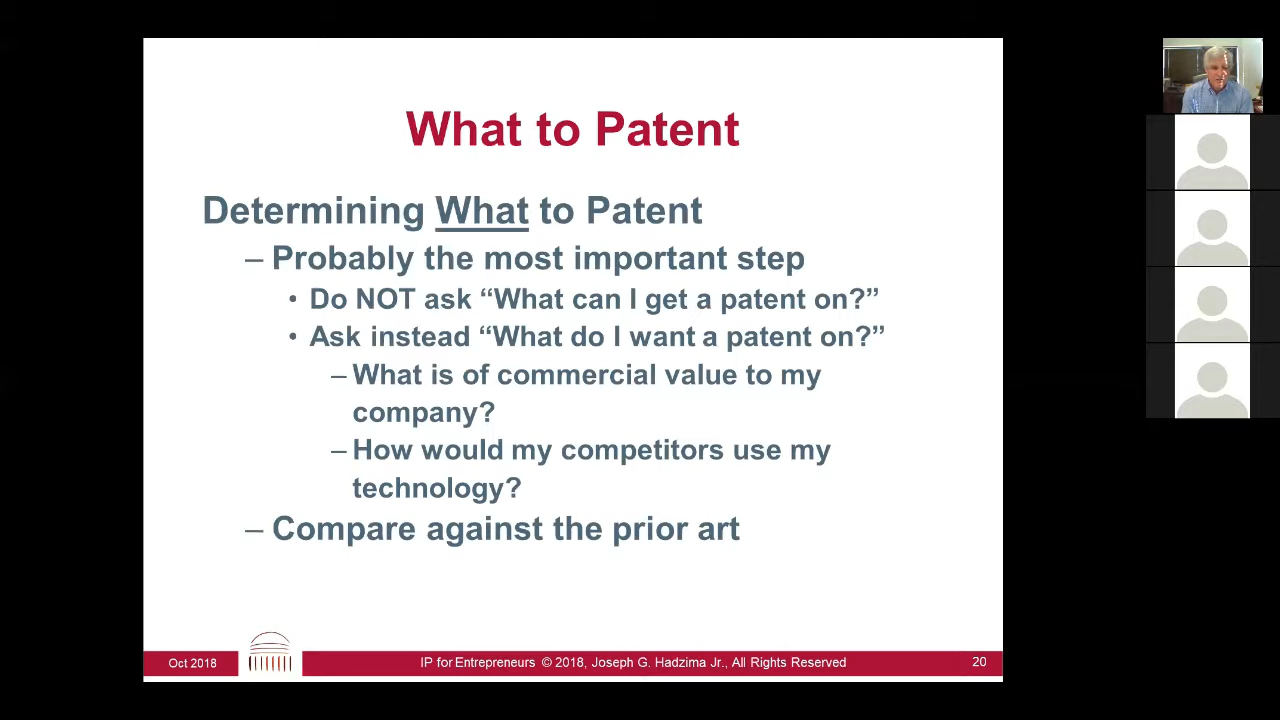 What to Patent
Determining What to Patent
– Probably the most important step
• Do NOT ask “What can I get a patent on?”
• Ask instead “What do I want a patent on?”
– What is of commercial value to my
company?
– How would my competitors use my
technology?
– Compare against the prior art
Oct 2018
IP for Entrepreneurs © 2018, Joseph G. Hadzima Jr., All Rights Reserved
20